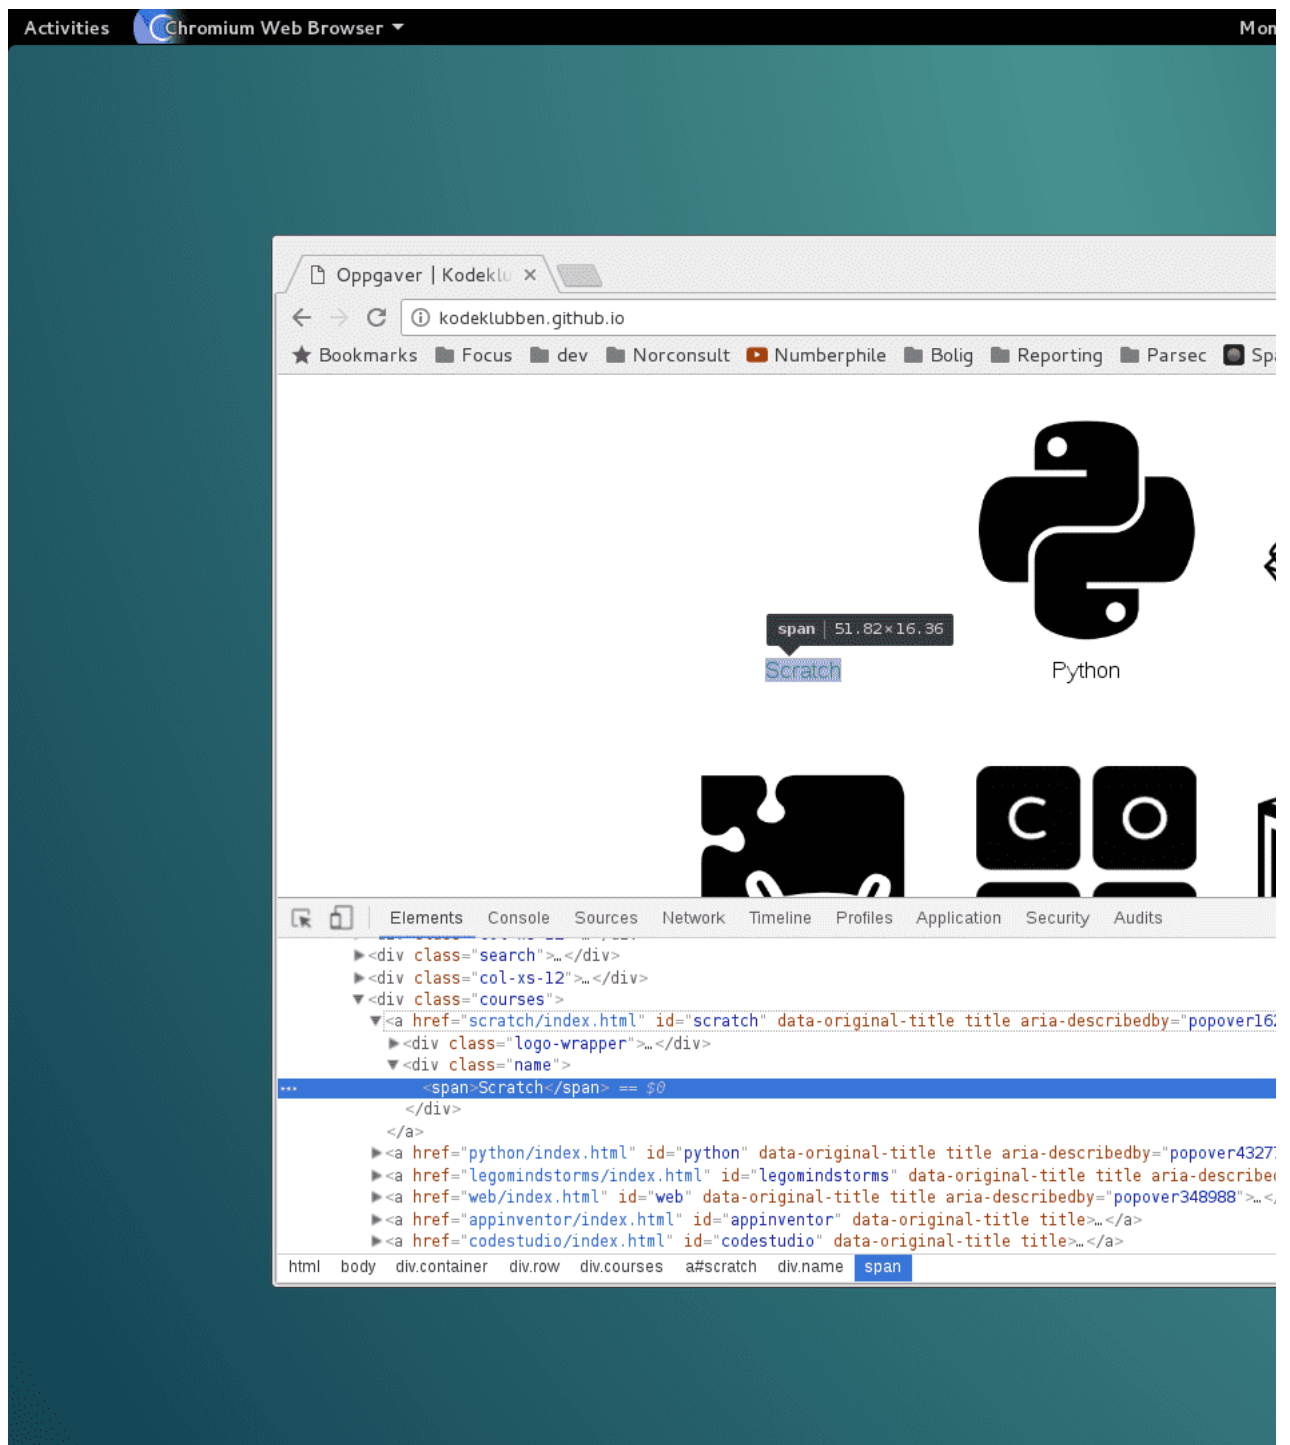 Activities Chromium Web Browser Mon
Oppgaver | Kodeklu
kodeklubben.github.io
Bookmarks Focus dev Norconsult Numberphile Bolig Reporting Parsec Spa
span | 51.82×16.36
Scratch Python
C O
Elements Console Sources Network Timeline Profiles Application Security Audits
<div class="search">…</div>
<div class="col-xs-12">…</div>
<div class="courses">
<a href="scratch/index.html" id="scratch" data-original-title title aria-describedby="popover162
<div class="logo-wrapper">…</div>
<div class="name">
<span>Scratch</span> == $0
</div>
</a>
<a href="python/index.html" id="python" data-original-title title aria-describedby="popover4327
<a href="legomindstorms/index.html" id="legomindstorms" data-original-title title aria-described
<a href="web/index.html" id="web" data-original-title title aria-describedby="popover348988">…</
<a href="appinventor/index.html" id="appinventor" data-original-title title>…</a>
<a href="codestudio/index.html" id="codestudio" data-original-title title>…</a>
html body div.container div.row div.courses a#scratch div.name span